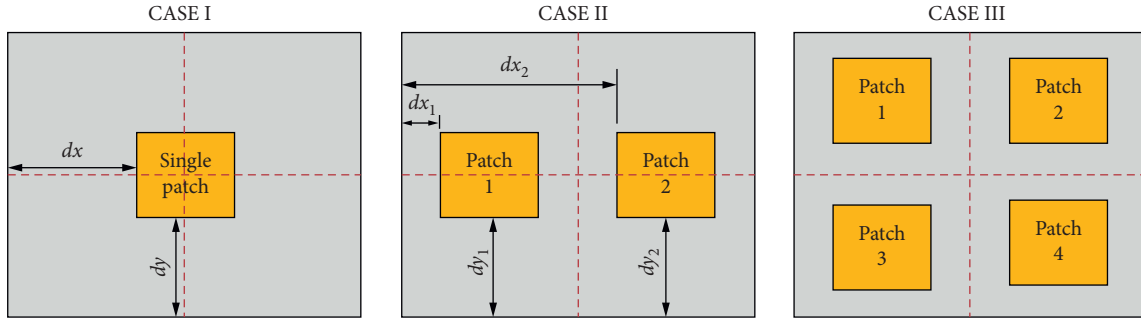 CASE I
dx
Single
patch
dy
CASE II
dx₂
dx₁
Patch
1
Patch
2
dy₁
dy₂
CASE III
Patch
1
Patch
2
Patch
3
Patch
4